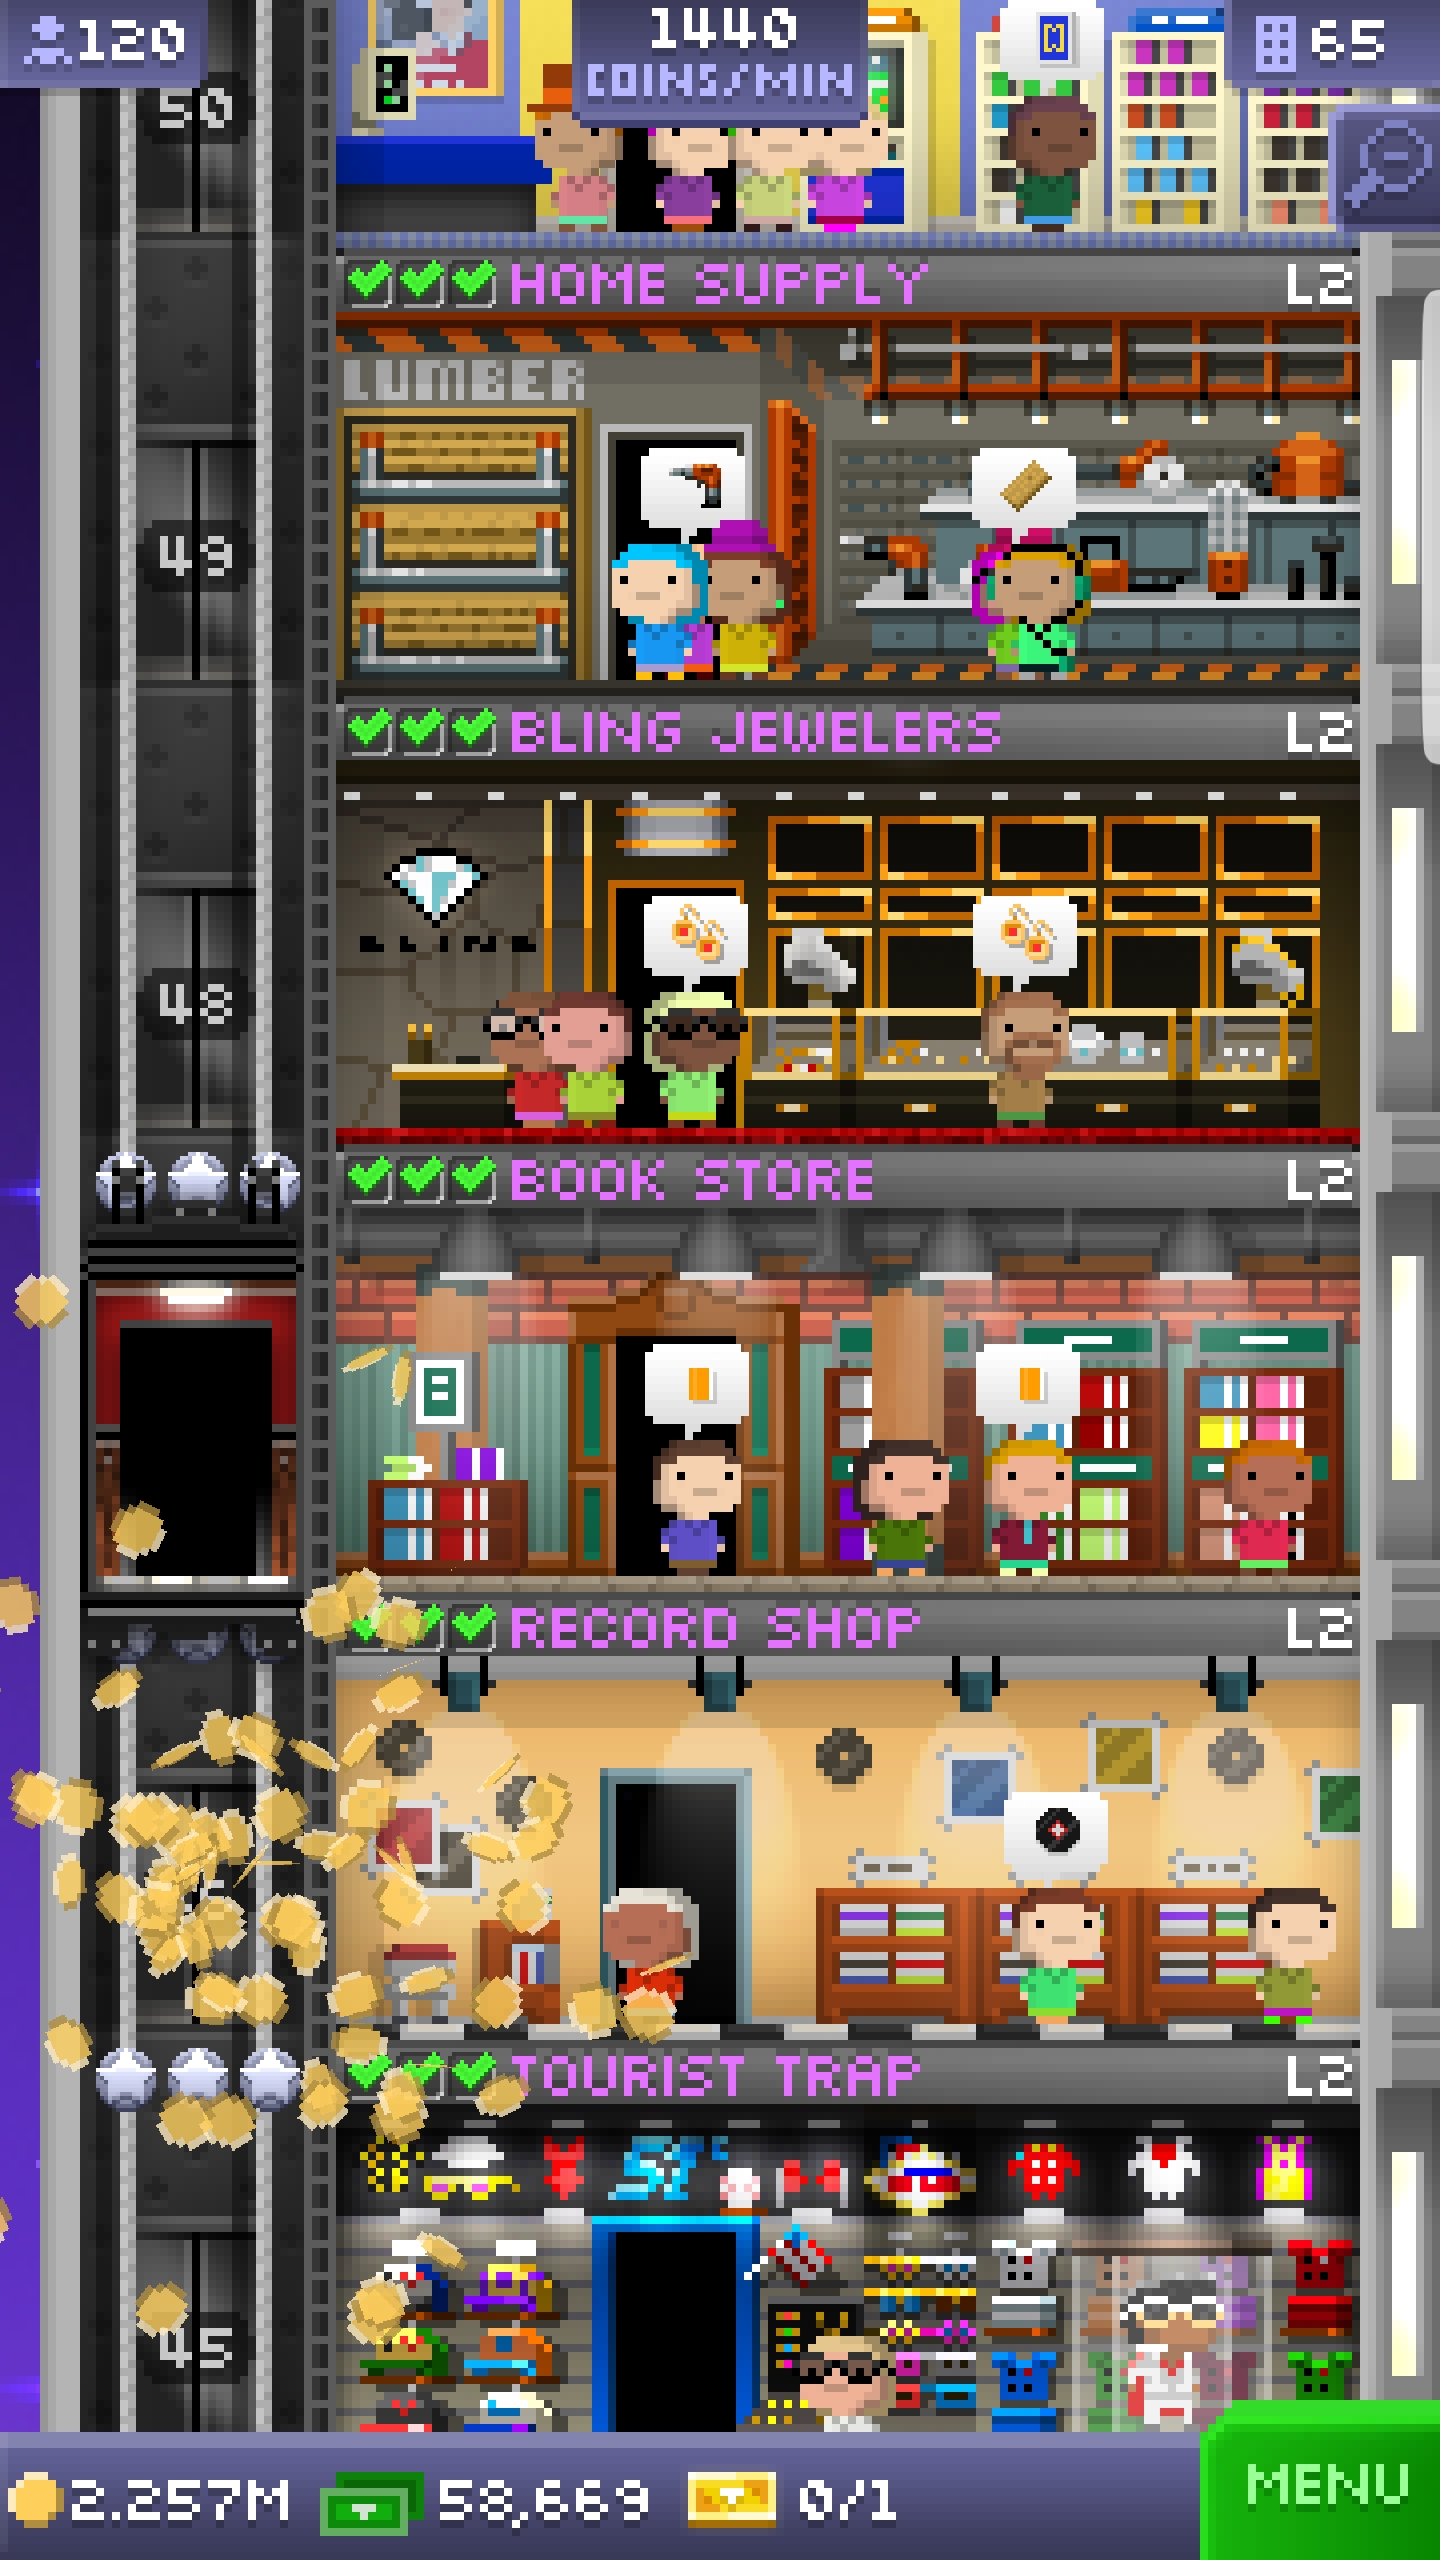 120
1440
COINS/MIN
65
50
HOME SUPPLY L2
LUMBER
49
BLING JEWELERS L2
BLING
48
BOOK STORE L2
RECORD SHOP L2
TOURIST TRAP L2
45
2.257M 58,669 0/1
MENU